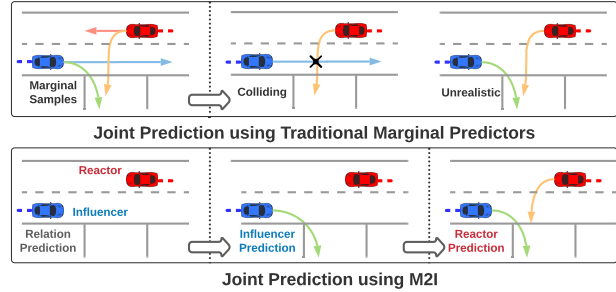 Marginal
Samples
Colliding
Unrealistic
Joint Prediction using Traditional Marginal Predictors
Reactor
Influencer
Relation
Prediction
Influencer
Prediction
Reactor
Prediction
Joint Prediction using M2I